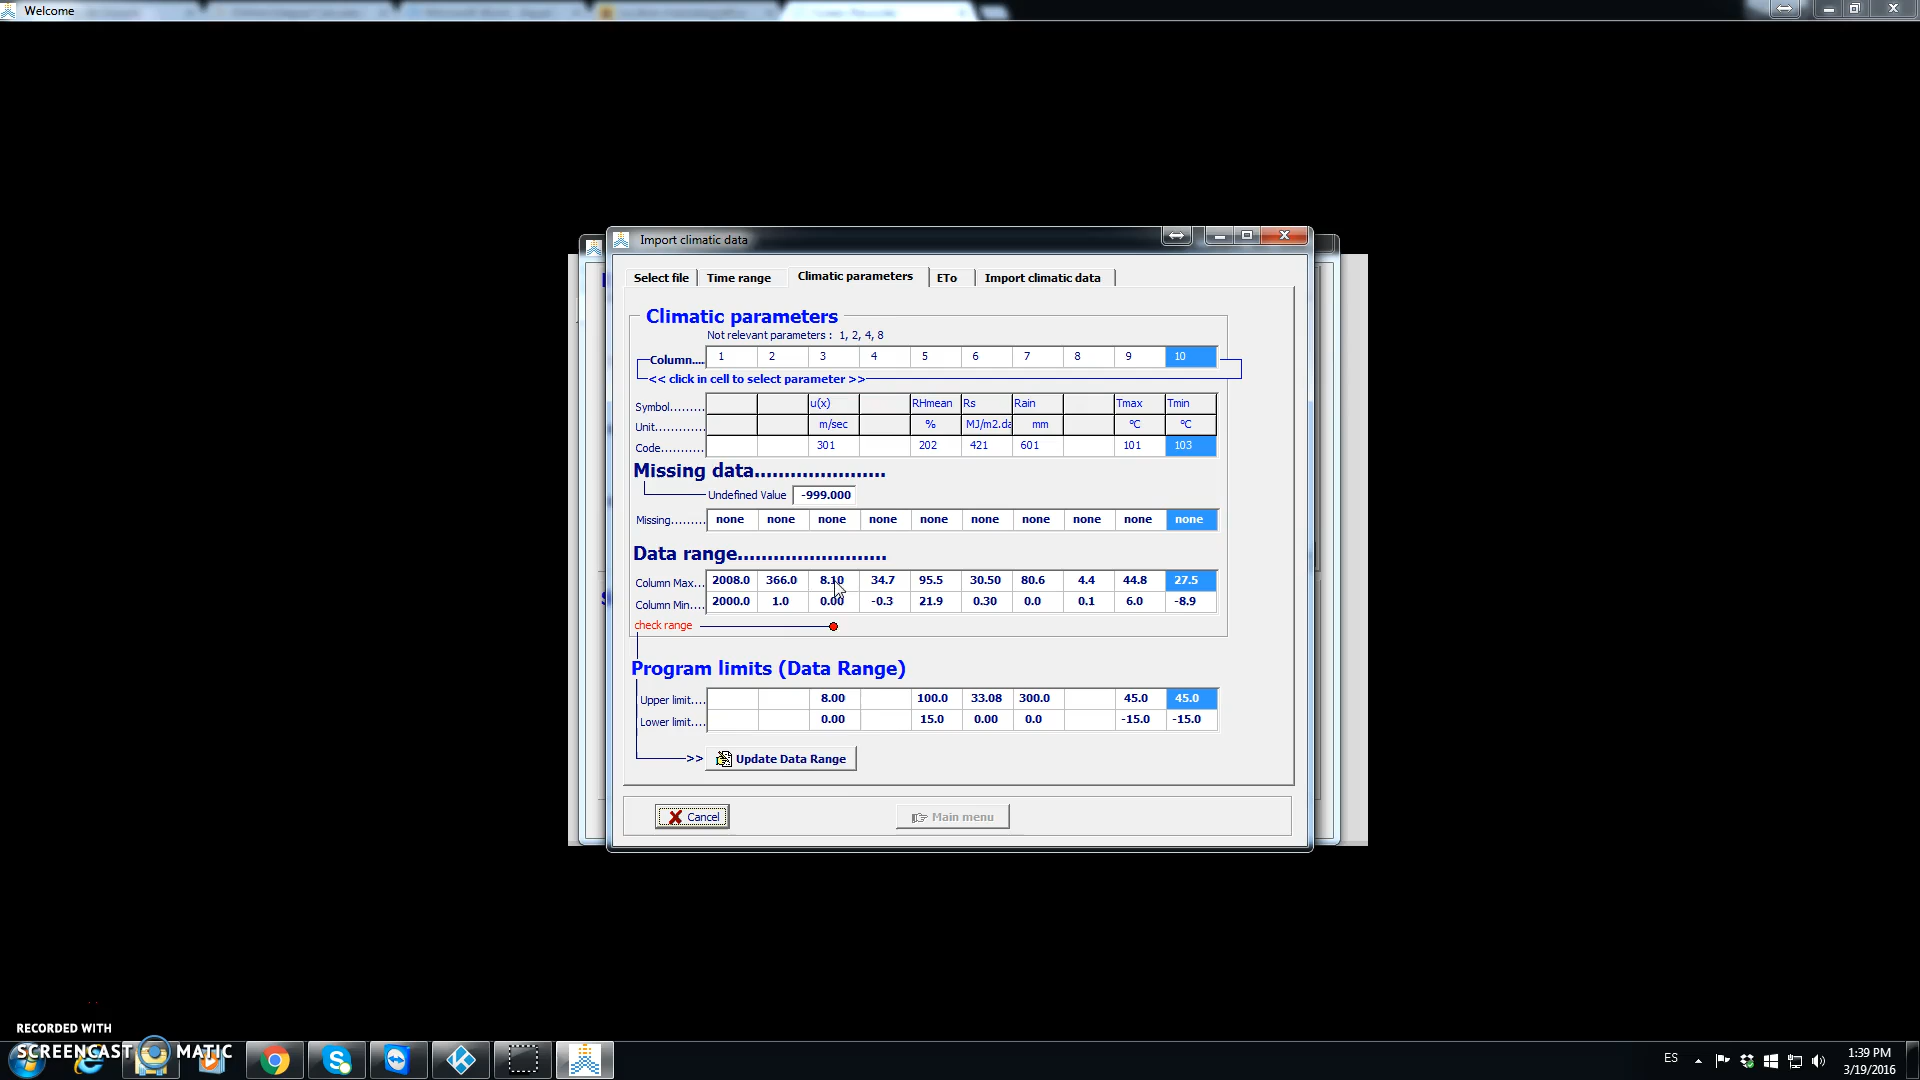 Welcome
Import climatic data
Select file Time range Climatic parameters ETo Import climatic data
Climatic parameters
Not relevant parameters : 1, 2, 4, 8
Column.... 1 2 3 4 5 6 7 8 9 10
<< click in cell to select parameter >>
Symbol......... u(x) RHmean Rs Rain Tmax Tmin
Unit............. m/sec % MJ/m2.da mm °C °C
Code........... 301 202 421 601 101 103
Missing data......................
Undefined Value -999.000
Missing......... none none none none none none none none none none
Data range.........................
Column Max... 2008.0 366.0 8.10 34.7 95.5 30.50 80.6 4.4 44.8 27.5
Column Min.... 2000.0 1.0 0.00 -0.3 21.9 0.30 0.0 0.1 6.0 -8.9
check range
Program limits (Data Range)
Upper limit.... 8.00 100.0 33.08 300.0 45.0 45.0
Lower limit.... 0.00 15.0 0.00 0.0 -15.0 -15.0
>> Update Data Range
Cancel Main menu
RECORDED WITH
SCREENCAST MATIC
ES
1:39 PM
3/19/2016